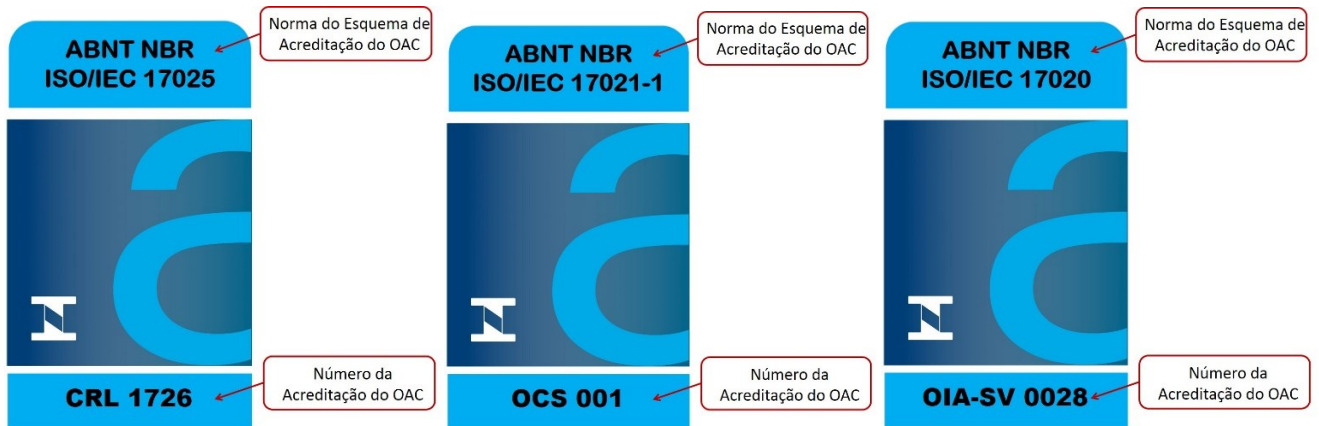 ABNT NBR
ISO/IEC 17025
Norma do Esquema de
Acreditação do OAC
CRL 1726
Número da
Acreditação do OAC
ABNT NBR
ISO/IEC 17021-1
Norma do Esquema de
Acreditação do OAC
OCS 001
Número da
Acreditação do OAC
ABNT NBR
ISO/IEC 17020
Norma do Esquema de
Acreditação do OAC
OIA-SV 0028
Número da
Acreditação do OAC